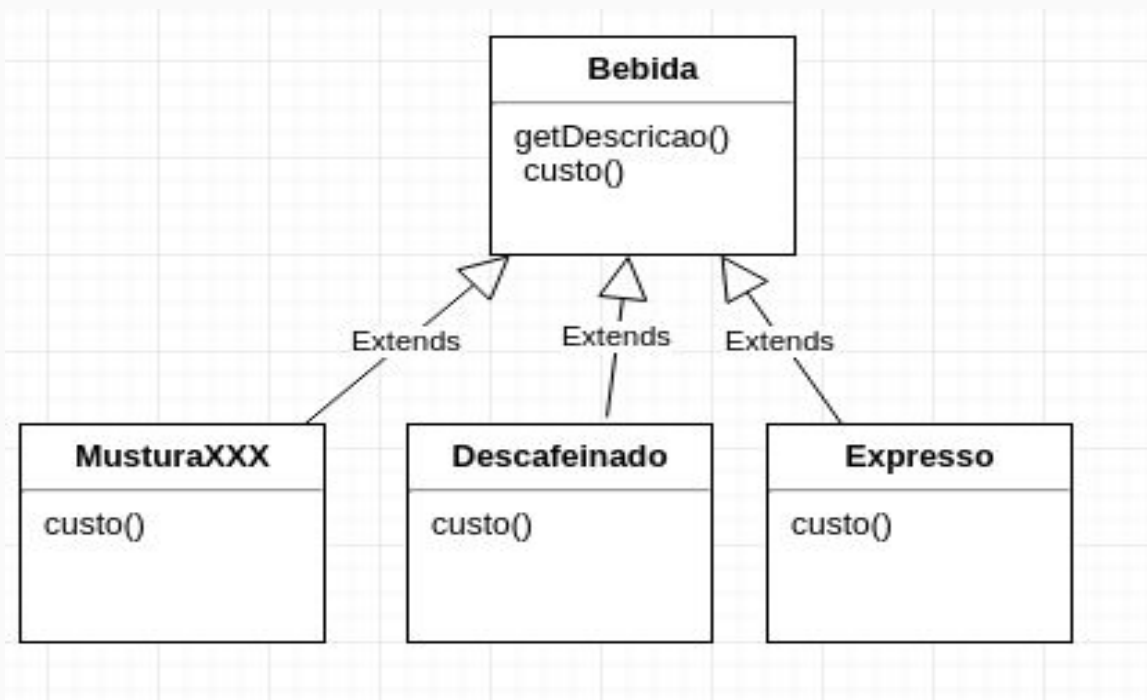 Bebida
getDescricao()
custo()
Extends
Extends
Extends
MusturaXXX
custo()
Descafeinado
custo()
Expresso
custo()